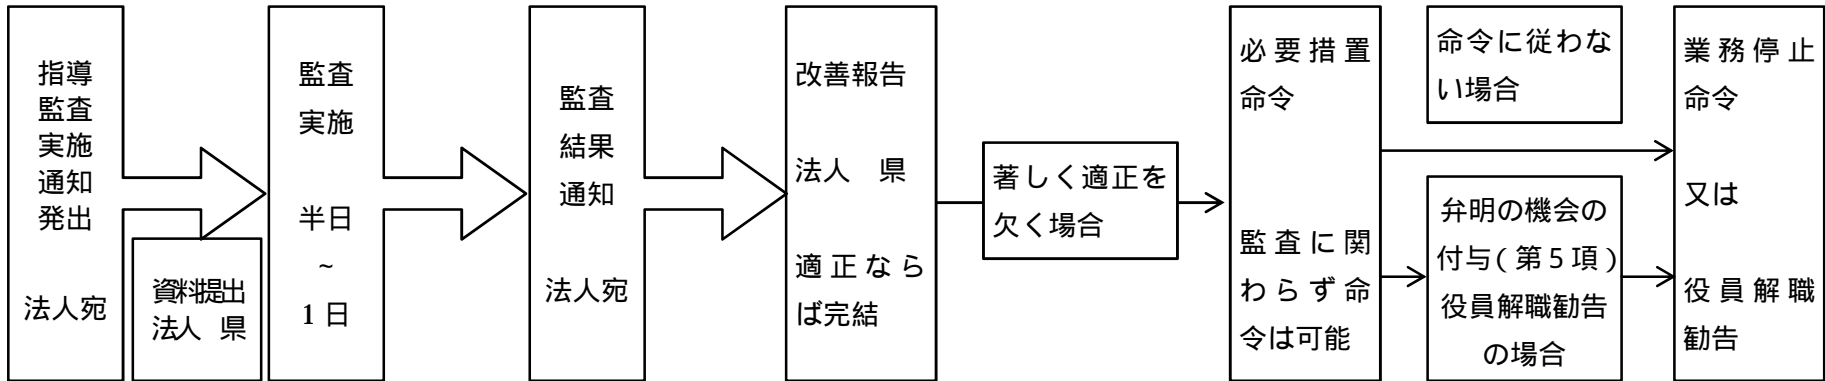 指導
監査
実施
通知
発出
法人宛
資料提出
法人　県
監査
実施
半日
~
1 日
監査
結果
通知
法人宛
改善報告
法人　県
適正なら
ば完結
著しく適正を
欠く場合
必要措置
命令
監査に関
わらず命
令は可能
命令に従わな
い場合
弁明の機会の
付与(第5項)
役員解職勧告
の場合
業務停止
命令
又は
役員解職
勧告